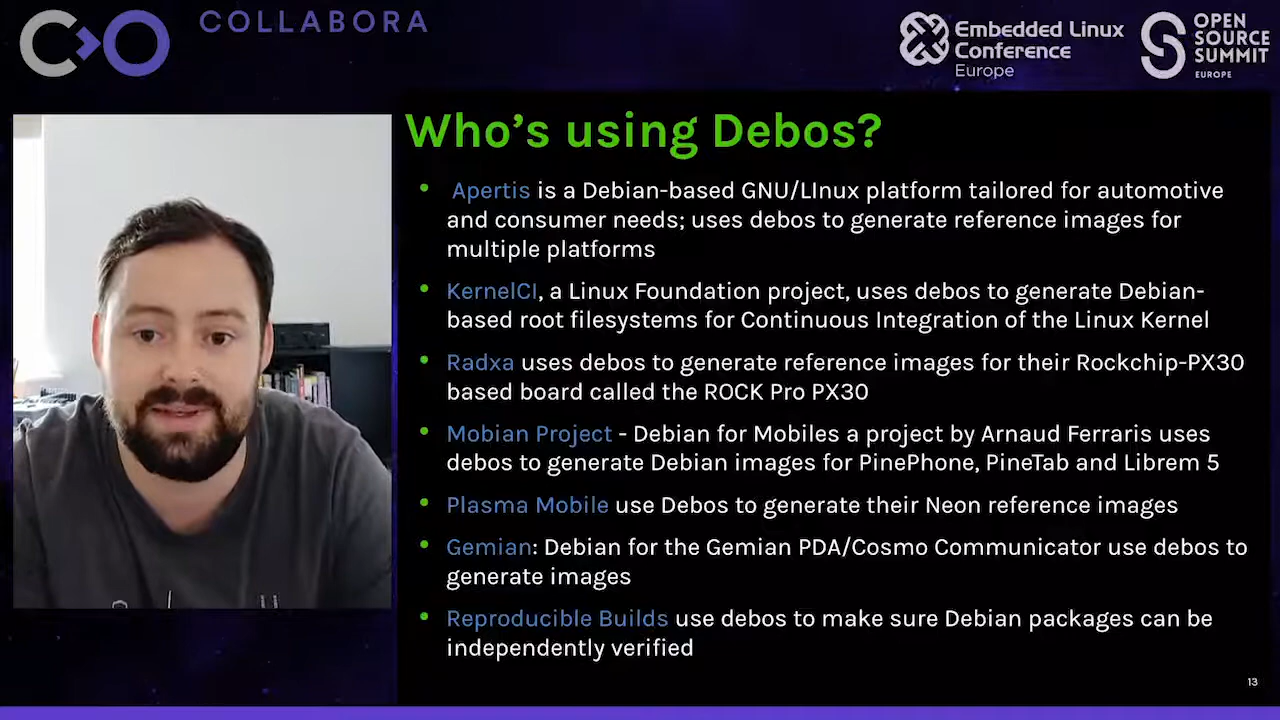 COLLABORA
Embedded Linux
Conference
Europe
OPEN
SOURCE
SUMMIT
EUROPE
Who's using Debos?
Apertis is a Debian-based GNU/LInux platform tailored for automotive
and consumer needs; uses debos to generate reference images for
multiple platforms
KernelCI, a Linux Foundation project, uses debos to generate Debian-
based root filesystems for Continuous Integration of the Linux Kernel
Radxa uses debos to generate reference images for their Rockchip-PX30
based board called the ROCK Pro PX30
Mobian Project - Debian for Mobiles a project by Arnaud Ferraris uses
debos to generate Debian images for PinePhone, PineTab and Librem 5
Plasma Mobile use Debos to generate their Neon reference images
Gemian: Debian for the Gemian PDA/Cosmo Communicator use debos to
generate images
Reproducible Builds use debos to make sure Debian packages can be
independently verified
13